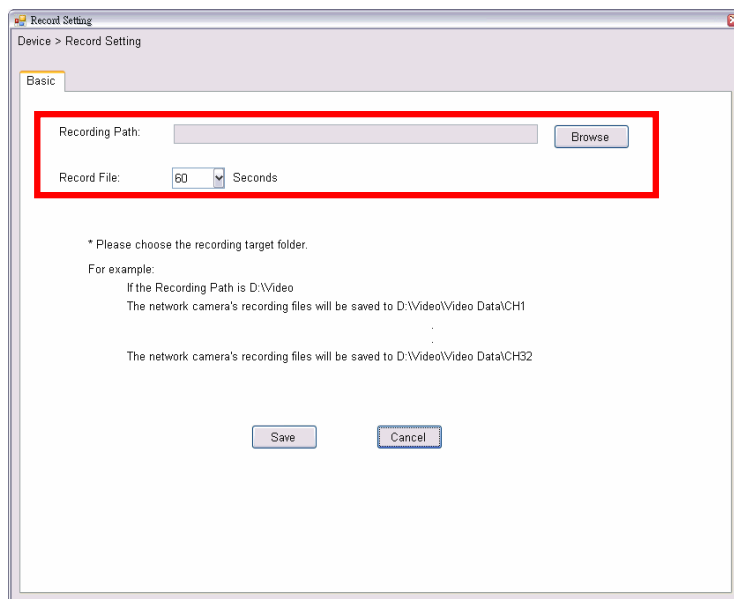 Record Setting
Device > Record Setting
Basic
Recording Path: Browse
Record File: 60 Seconds
* Please choose the recording target folder.
For example:
If the Recording Path is D:\Video
The network camera's recording files will be saved to D:\Video\Video Data\CH1
.
.
The network camera's recording files will be saved to D:\Video\Video Data\CH32
Save Cancel